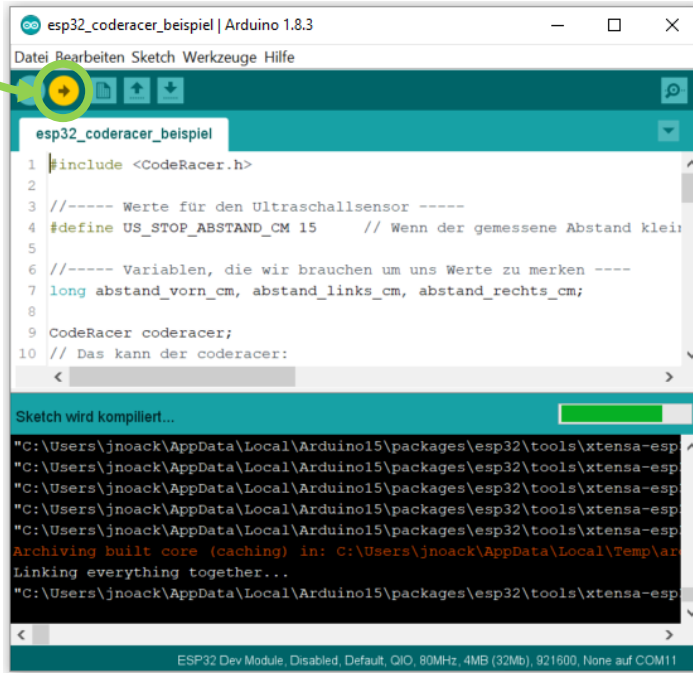 esp32_coderacer_beispiel | Arduino 1.8.3
Datei Bearbeiten Sketch Werkzeuge Hilfe
esp32_coderacer_beispiel
1 #include <CodeRacer.h>
2
3 //----- Werte für den Ultraschallsensor -----
4 #define US_STOP_ABSTAND_CM 15 // Wenn der gemessene Abstand klei
5
6 //----- Variablen, die wir brauchen um uns Werte zu merken ----
7 long abstand_vorn_cm, abstand_links_cm, abstand_rechts_cm;
8
9 CodeRacer coderacer;
10 // Das kann der coderacer:
Sketch wird kompiliert...
"C:\Users\jnoack\AppData\Local\Arduino15\packages\esp32\tools\xtensa-esp
"C:\Users\jnoack\AppData\Local\Arduino15\packages\esp32\tools\xtensa-esp
"C:\Users\jnoack\AppData\Local\Arduino15\packages\esp32\tools\xtensa-esp
"C:\Users\jnoack\AppData\Local\Arduino15\packages\esp32\tools\xtensa-esp
"C:\Users\jnoack\AppData\Local\Arduino15\packages\esp32\tools\xtensa-esp
Archiving built core (caching) in: C:\Users\jnoack\AppData\Local\Temp\ar
Linking everything together...
"C:\Users\jnoack\AppData\Local\Arduino15\packages\esp32\tools\xtensa-esp
ESP32 Dev Module, Disabled, Default, QIO, 80MHz, 4MB (32Mb), 921600, None auf COM11